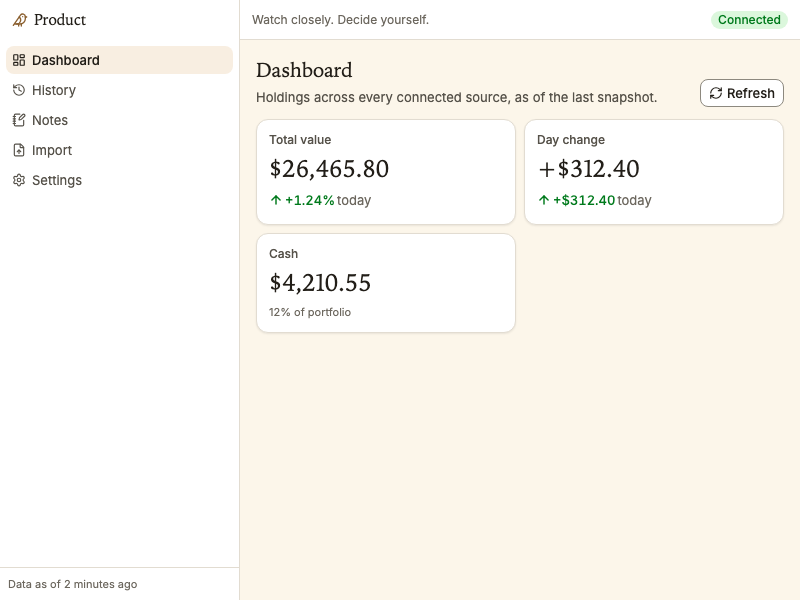 Product
Dashboard
History
Notes
Import
Settings
Data as of 2 minutes ago
Watch closely. Decide yourself.
Connected
Dashboard
Holdings across every connected source, as of the last snapshot.
Refresh
Total value
$26,465.80
+1.24% today
Day change
+$312.40
+$312.40 today
Cash
$4,210.55
12% of portfolio